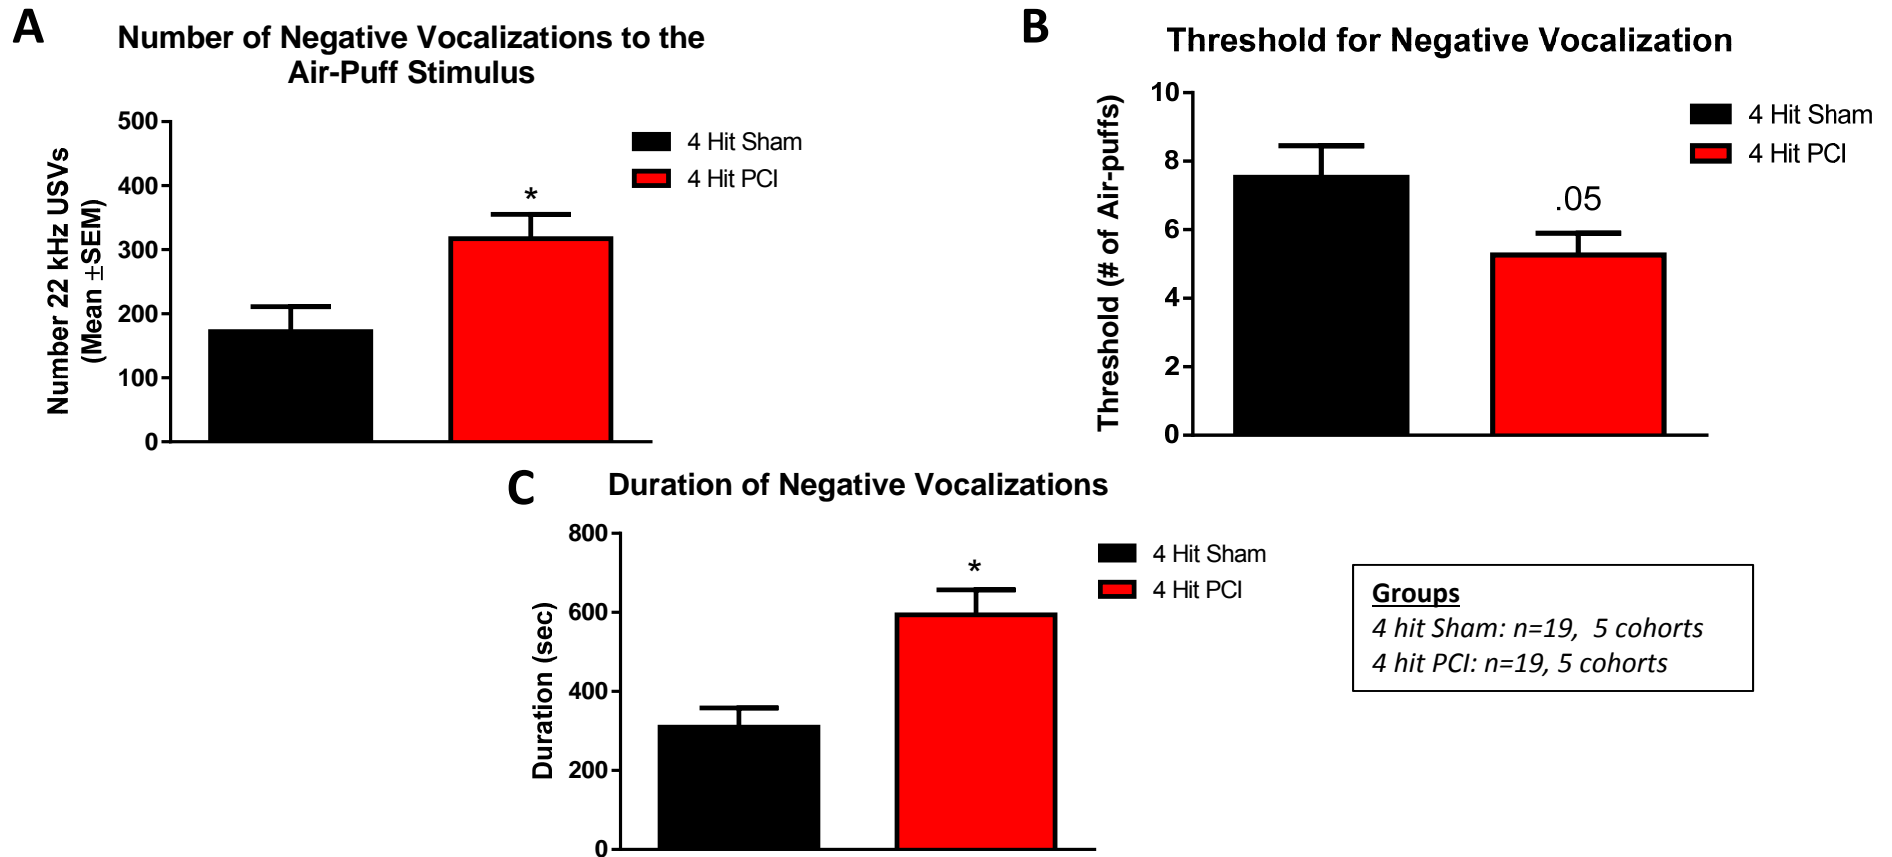 A
Number of Negative Vocalizations to the
Air-Puff Stimulus
Number 22 kHz USVs
(Mean ±SEM)
500
400
300
200
100
0
*
4 Hit Sham
4 Hit PCI
B
Threshold for Negative Vocalization
Threshold (# of Air-puffs)
10
8
6
4
2
0
.05
4 Hit Sham
4 Hit PCI
C
Duration of Negative Vocalizations
Duration (sec)
800
600
400
200
0
*
4 Hit Sham
4 Hit PCI
Groups
4 hit Sham: n=19,  5 cohorts
4 hit PCI: n=19, 5 cohorts